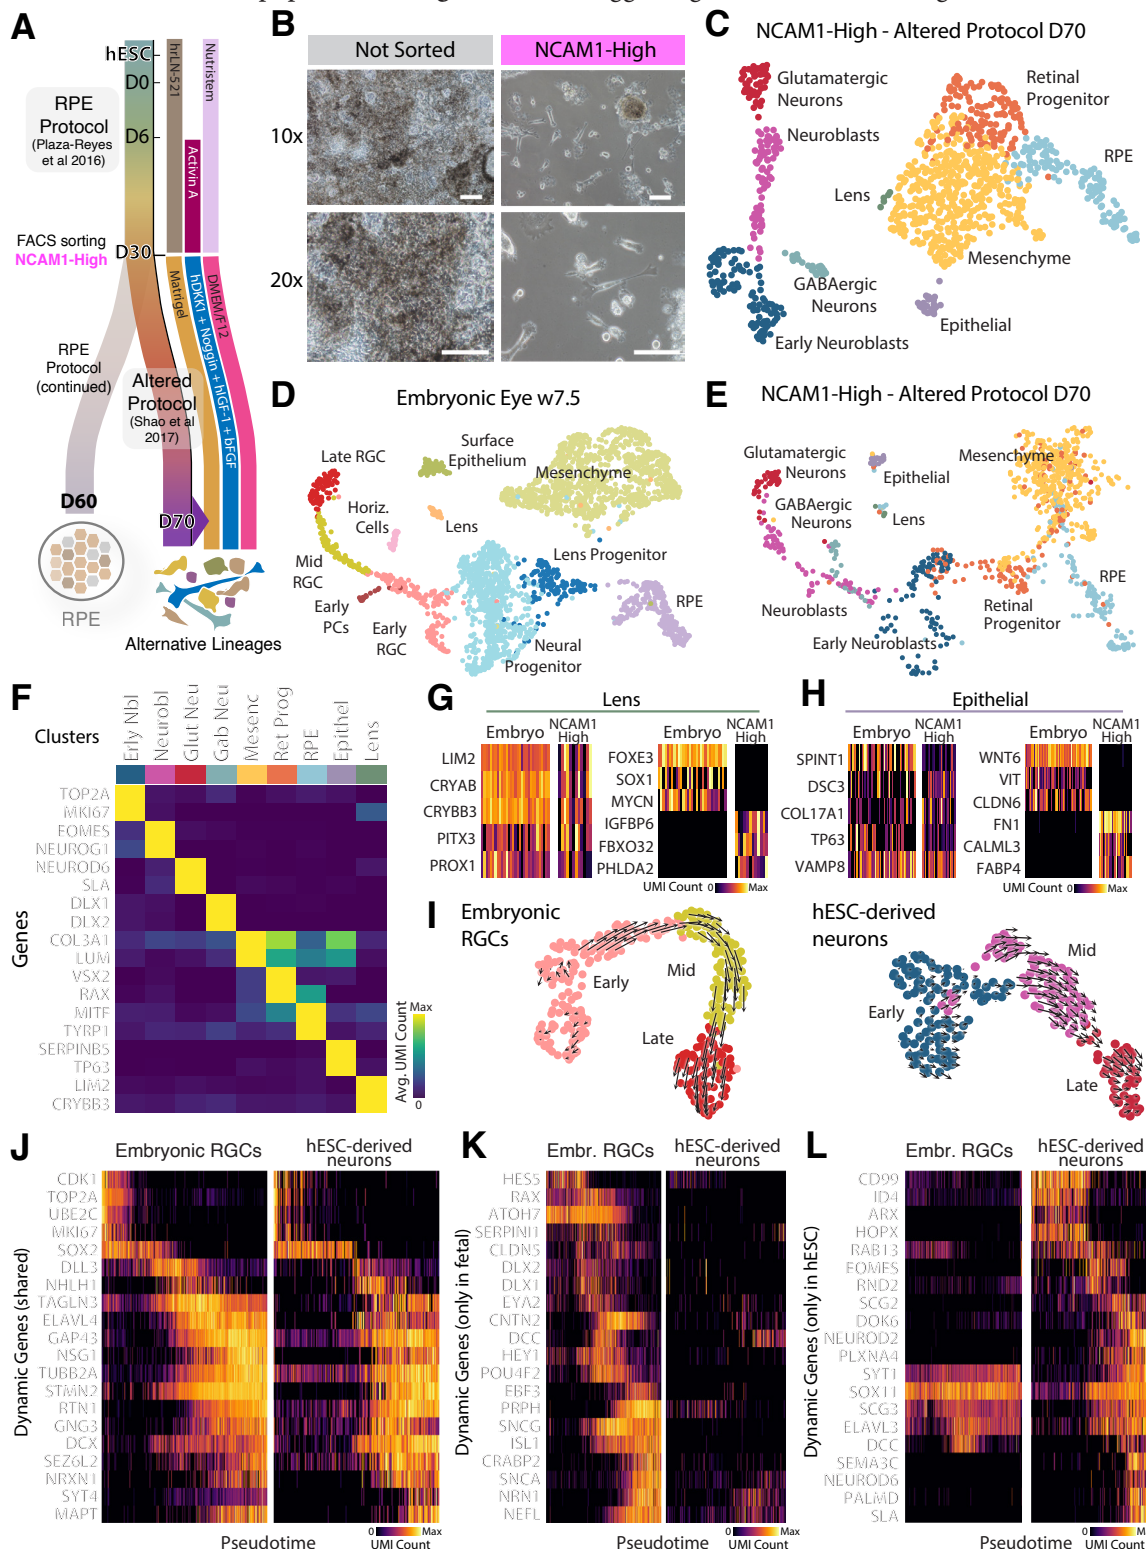 A
hESC
D0
D6
RPE
Protocol
(Plaza-Reyes
et al 2016)
hrLN-521
Nutristem
Activin A
FACS sorting
NCAM1-High
D30
Matrigel
hDKK1 + Noggin + hIGF-1 + bFGF
DMEM/F12
RPE
Protocol
(continued)
Altered
Protocol
(Shao et al
2017)
D60
D70
RPE
Alternative Lineages
B
Not Sorted
NCAM1-High
10x
20x
C
NCAM1-High - Altered Protocol D70
Glutamatergic
Neurons
Neuroblasts
Retinal
Progenitor
RPE
Lens
Mesenchyme
GABAergic
Neurons
Epithelial
Early Neuroblasts
D
Embryonic Eye w7.5
Late RGC
Surface
Epithelium
Mesenchyme
Horiz.
Cells
Lens
Lens Progenitor
Mid
RGC
Early
PCs
Early
RGC
Neural
Progenitor
RPE
E
NCAM1-High - Altered Protocol D70
Glutamatergic
Neurons
Mesenchyme
Epithelial
GABAergic
Neurons
Lens
RPE
Neuroblasts
Retinal
Progenitor
Early Neuroblasts
F
Clusters
Erly Nbl
Neurobl
Glut Neu
Gab Neu
Mesenc
Ret Prog
RPE
Epithel
Lens
Genes
TOP2A
MKI67
EOMES
NEUROG1
NEUROD6
SLA
DLX1
DLX2
COL3A1
LUM
VSX2
RAX
MITF
TYRP1
SERPINB5
TP63
LIM2
CRYBB3
Max
Avg. UMI Count
0
G
Lens
Embryo
NCAM1
High
LIM2
CRYAB
CRYBB3
PITX3
PROX1
Embryo
NCAM1
High
FOXE3
SOX1
MYCN
IGFBP6
FBXO32
PHLDA2
UMI Count 0 Max
H
Epithelial
Embryo
NCAM1
High
SPINT1
DSC3
COL17A1
TP63
VAMP8
Embryo
NCAM1
High
WNT6
VIT
CLDN6
FN1
CALML3
FABP4
UMI Count 0 Max
I
Embryonic
RGCs
Early
Mid
Late
hESC-derived
neurons
Mid
Early
Late
J
Embryonic RGCs
hESC-derived
neurons
Dynamic Genes (shared)
CDK1
TOP2A
UBE2C
MKI67
SOX2
DLL3
NHLH1
TAGLN3
ELAVL4
GAP43
NSG1
TUBB2A
STMN2
RTN1
GNG3
DCX
SEZ6L2
NRXN1
SYT4
MAPT
Pseudotime
0 Max
UMI Count
K
Embr. RGCs
hESC-derived
neurons
Dynamic Genes (only in fetal)
HES5
RAX
ATOH7
SERPINI1
CLDN5
DLX2
DLX1
EYA2
CNTN2
DCC
HEY1
POU4F2
EBF3
PRPH
SNCG
ISL1
CRABP2
SNCA
NRN1
NEFL
Pseudotime
0 Max
UMI Count
L
Embr. RGCs
hESC-derived
neurons
Dynamic Genes (only in hESC)
CD99
ID4
ARX
HOPX
RAB13
EOMES
RND2
SCG2
DOK6
NEUROD2
PLXNA4
SYT1
SOX11
SCG3
ELAVL3
DCC
SEMA3C
NEUROD6
PALMD
SLA
Pseudotime
0 M
UMI Count